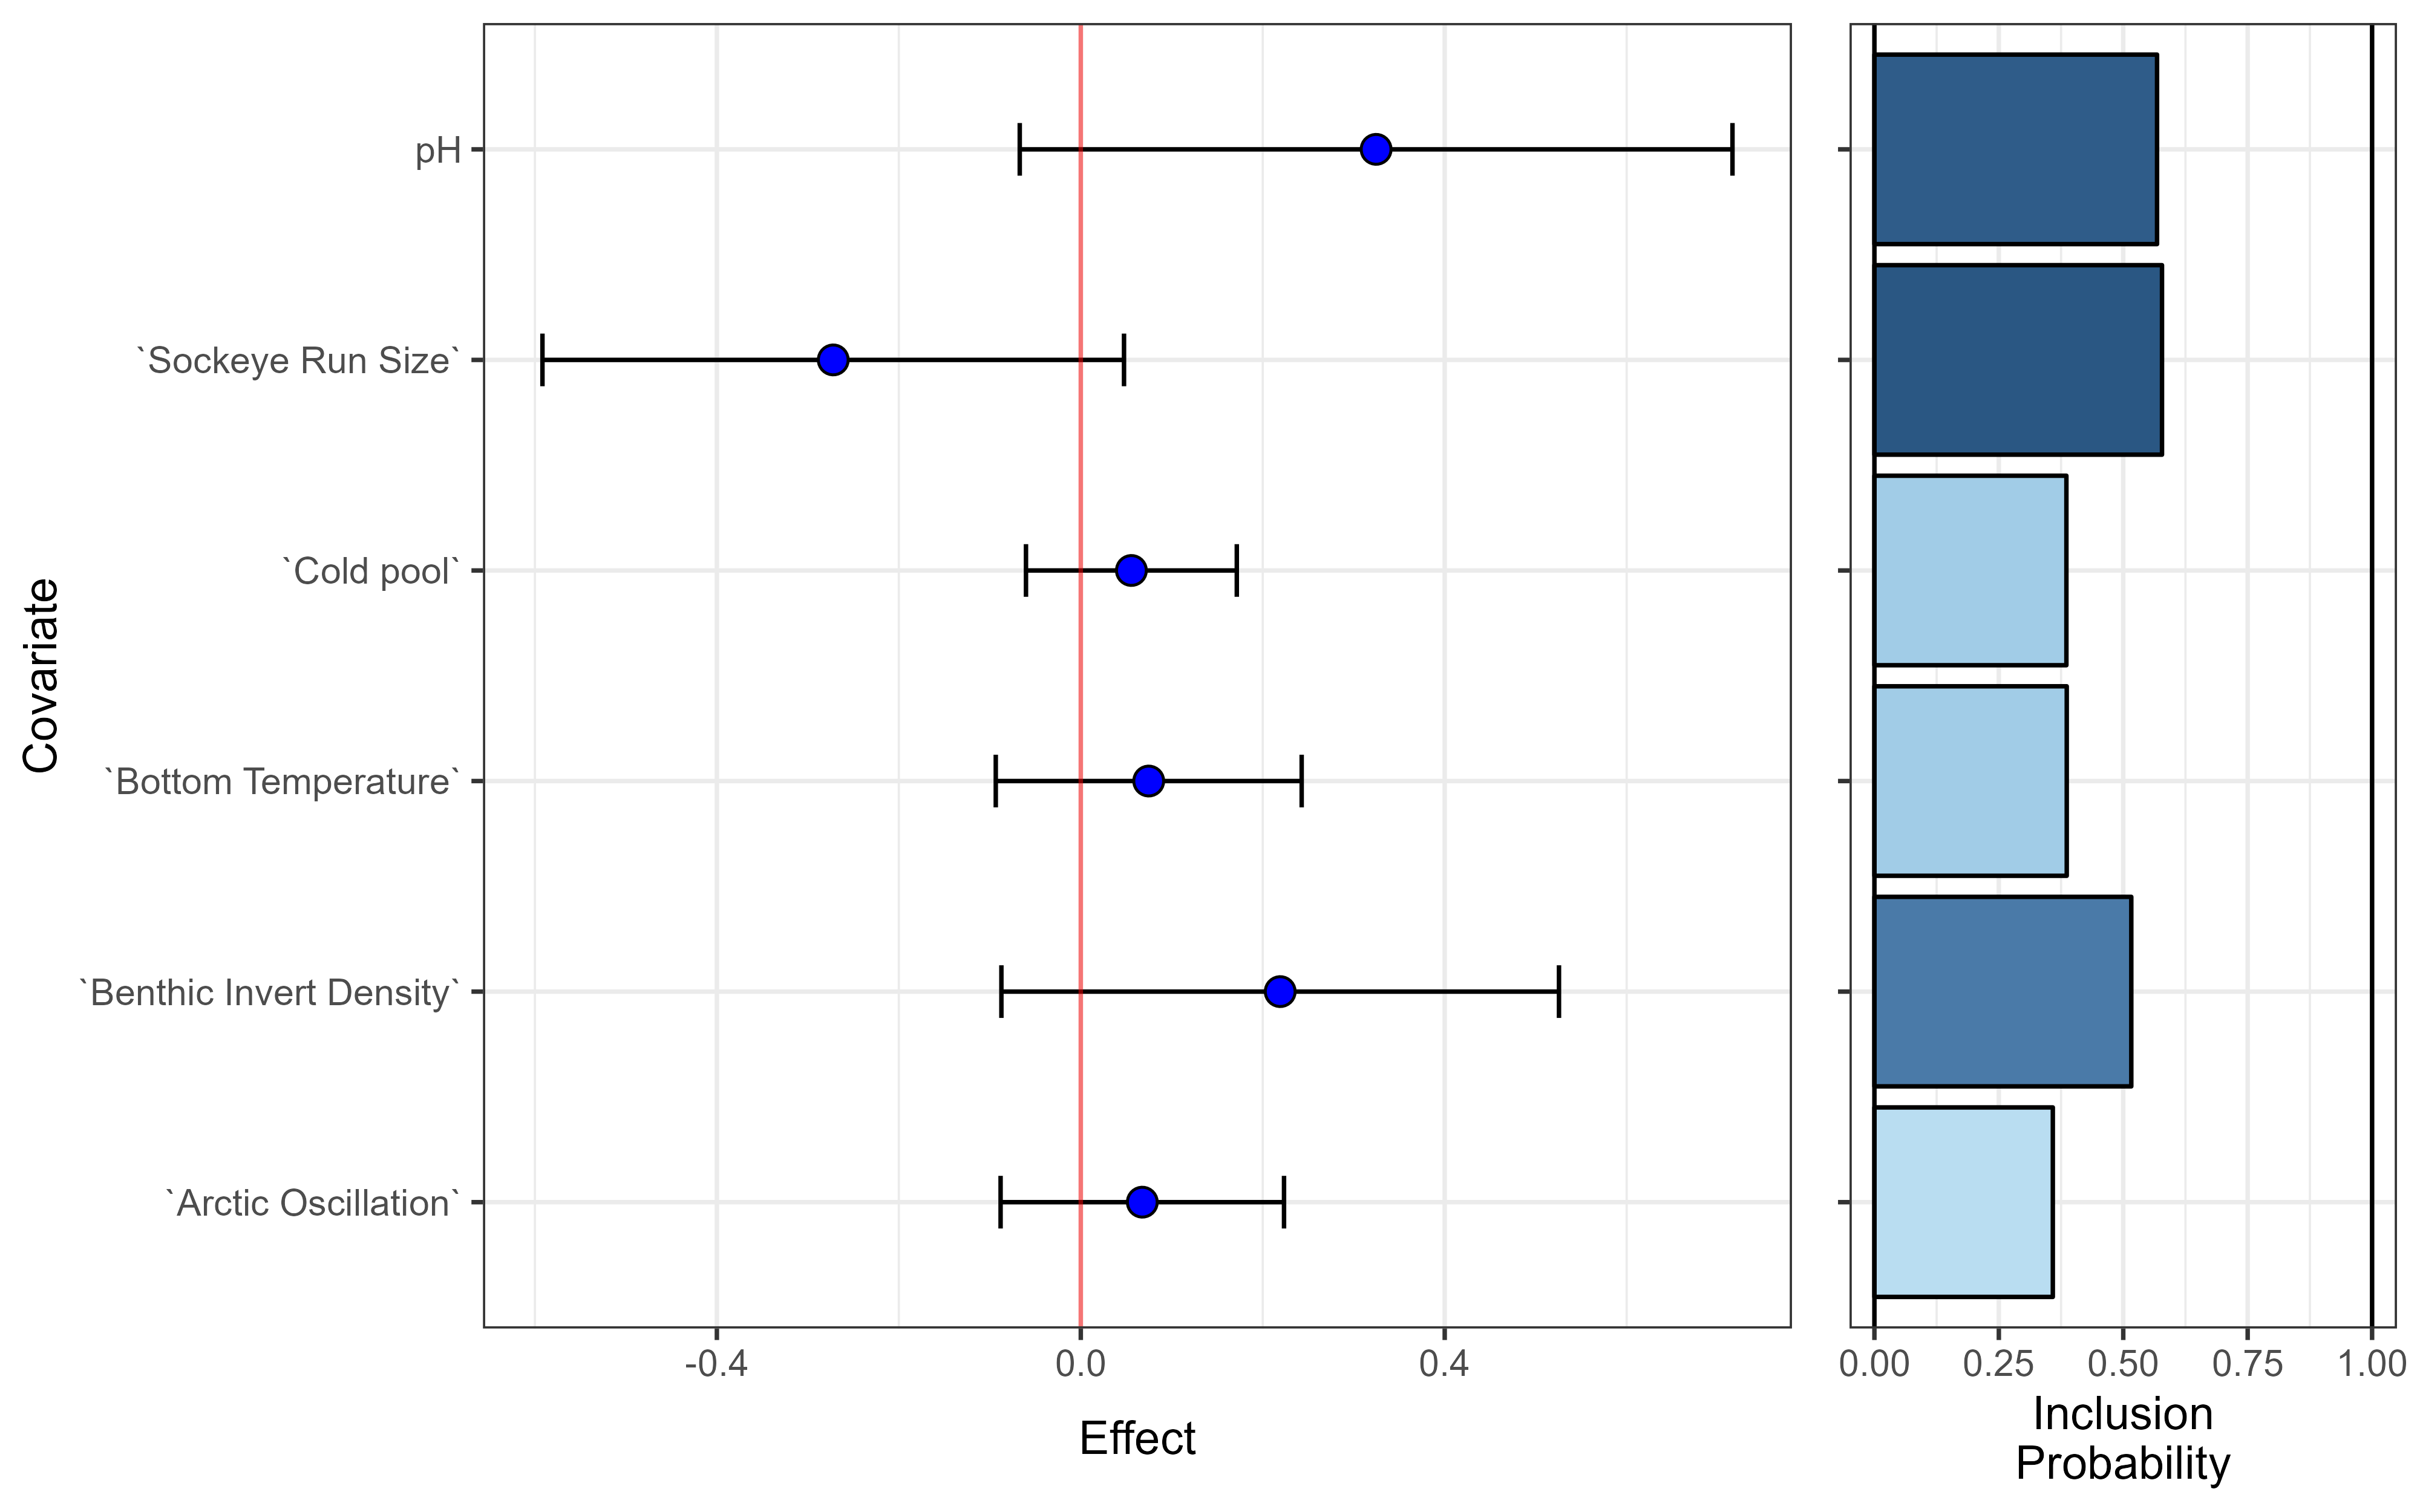 Covariate
pH
`Sockeye Run Size`
`Cold pool`
`Bottom Temperature`
`Benthic Invert Density`
`Arctic Oscillation`
-0.4 0.0 0.4
Effect
0.00 0.25 0.50 0.75 1.00
Inclusion
Probability